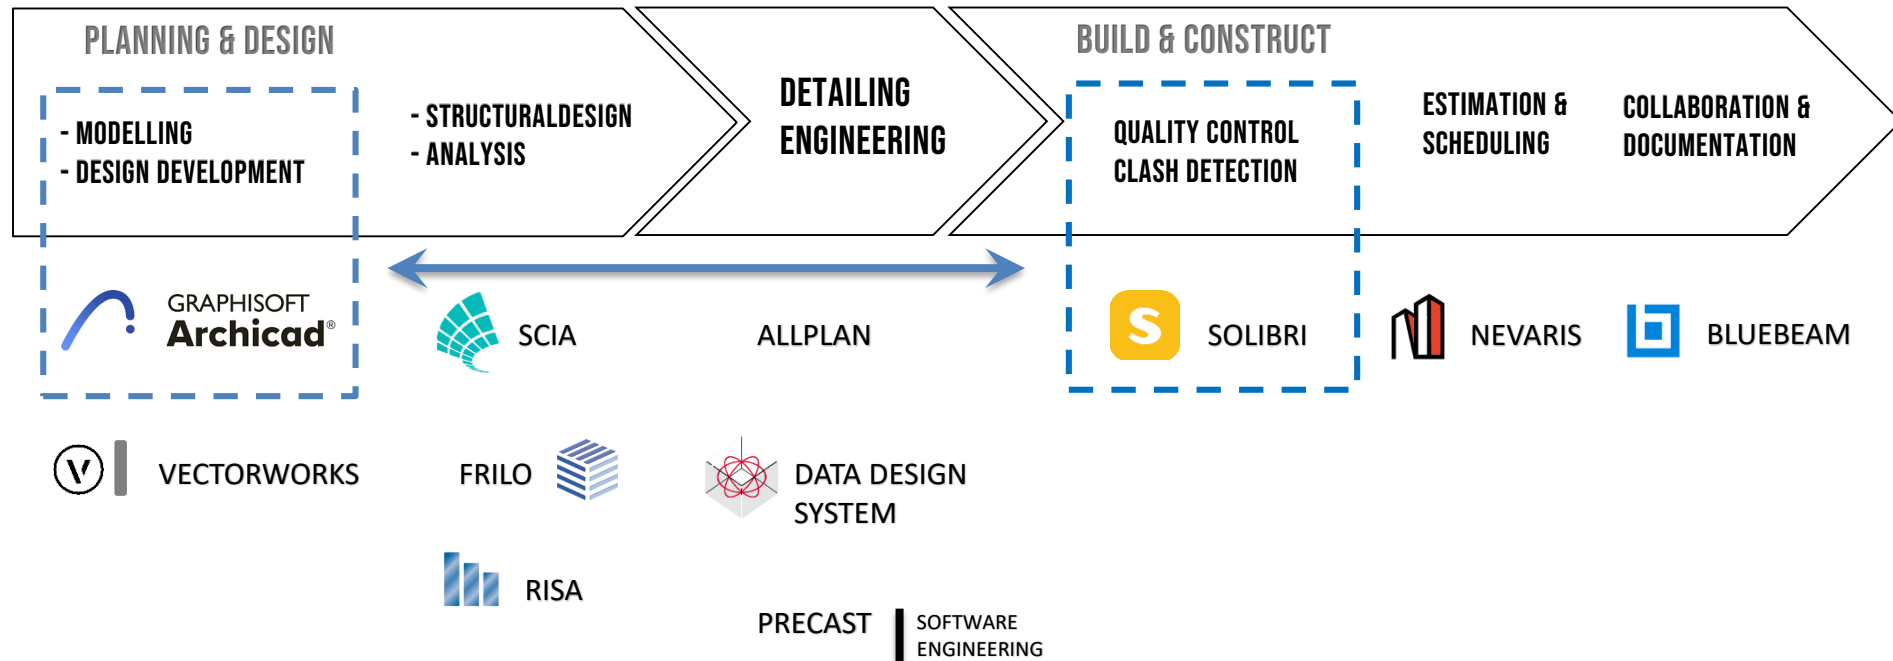 PLANNING & DESIGN
- MODELLING
- DESIGN DEVELOPMENT
- STRUCTURALDESIGN
- ANALYSIS
DETAILING
ENGINEERING
BUILD & CONSTRUCT
QUALITY CONTROL
CLASH DETECTION
ESTIMATION &
SCHEDULING
COLLABORATION &
DOCUMENTATION
GRAPHISOFT
Archicad®
SCIA
ALLPLAN
S
SOLIBRI
NEVARIS
BLUEBEAM
V
VECTORWORKS
FRILO
DATA DESIGN
SYSTEM
RISA
PRECAST
SOFTWARE
ENGINEERING